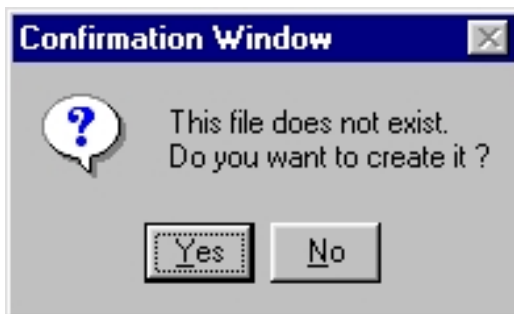 Confirmation Window
?
This file does not exist.
Do you want to create it ?
Yes No